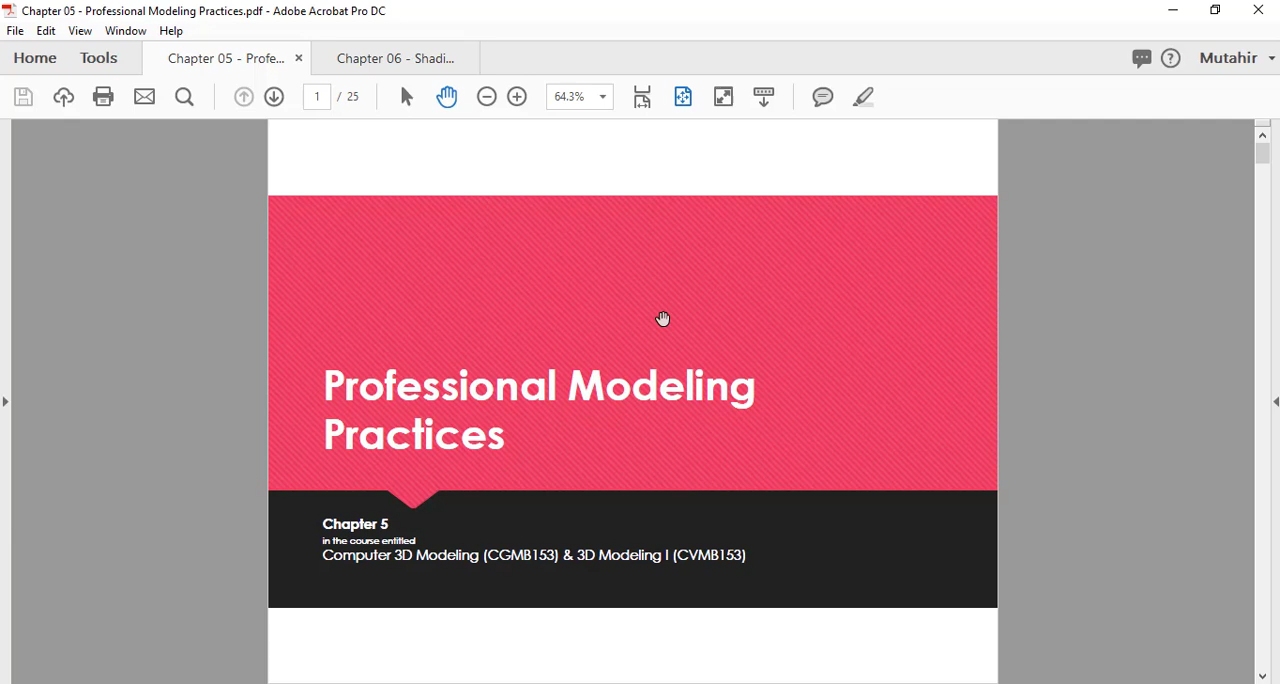 Chapter 05 - Professional Modeling Practices.pdf - Adobe Acrobat Pro DC
File Edit View Window Help
Home Tools Chapter 05 - Profe... × Chapter 06 - Shadi... Mutahir
1 / 25 64.3%
Professional Modeling
Practices
Chapter 5
in the course entitled
Computer 3D Modeling (CGMB153) & 3D Modeling I (CVMB153)